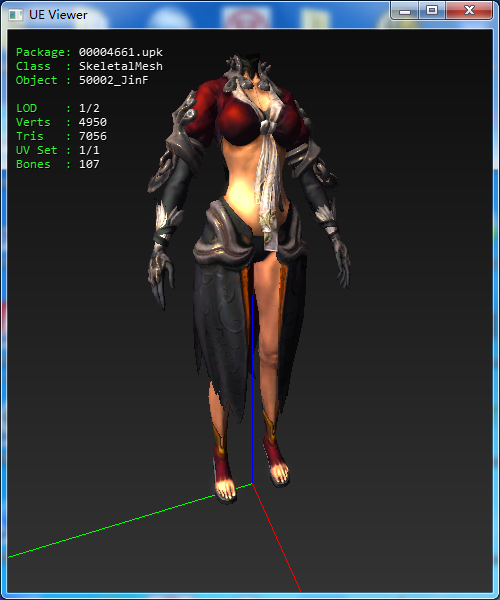 UE Viewer
Package: 00004661.upk
Class : SkeletalMesh
Object : 50002_JinF
LOD : 1/2
Verts : 4950
Tris : 7056
UV Set : 1/1
Bones : 107